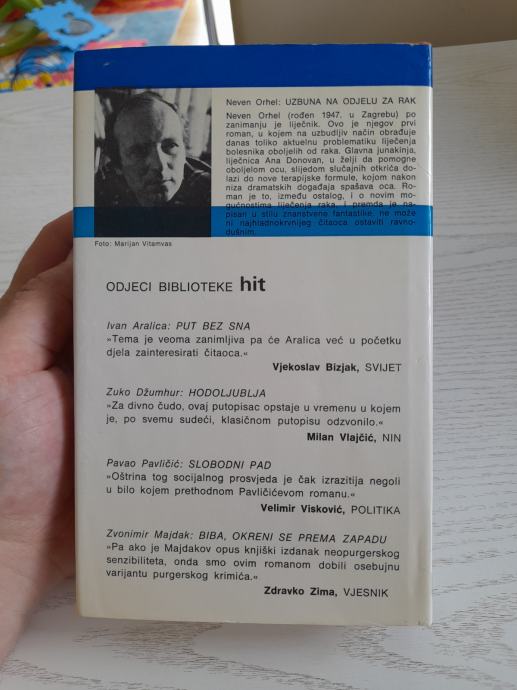 Neven Orhel: UZBUNA NA ODJELU ZA RAK
Neven Orhel (rođen 1947. u Zagrebu) po
zanimanju je liječnik. Ovo je njegov prvi
roman, u kojem na uzbudljiv način obrađuje
danas toliko aktuelnu problematiku liječenja
bolesnika oboljelih od raka. Glavna junakinja,
liječnica Ana Donovan, u želji da pomogne
oboljelom ocu, slijedom slučajnih otkrića do-
lazi do nove terapijske formule, kojom nakon
niza dramatskih događaja spašava oca. Ro-
man je to, između ostalog, i o novim mo-
gućnostima liječenja raka, i premda je na-
pisan u stilu znanstvene fantastike, ne može
ni najhladnokrvnijeg čitaoca ostaviti ravno-
dušnim.
Foto: Marijan Vitamvas
ODJECI BIBLIOTEKE hit
Ivan Aralica: PUT BEZ SNA
»Tema je veoma zanimljiva pa će Aralica već u početku
djela zainteresirati čitaoca.«
Vjekoslav Bizjak, SVIJET
Zuko Džumhur: HODOLJUBLJA
»Za divno čudo, ovaj putopisac opstaje u vremenu u kojem
je, po svemu sudeći, klasičnom putopisu odzvonilo.«
Milan Vlajčić, NIN
Pavao Pavličić: SLOBODNI PAD
»Oštrina tog socijalnog prosvjeda je čak izrazitija negoli
u bilo kojem prethodnom Pavličićevom romanu.«
Velimir Visković, POLITIKA
Zvonimir Majdak: BIBA, OKRENI SE PREMA ZAPADU
»Pa ako je Majdakov opus knjiški izdanak neopurgerskog
senzibiliteta, onda smo ovim romanom dobili osebujnu
varijantu purgerskog krimića.«
Zdravko Zima, VJESNIK